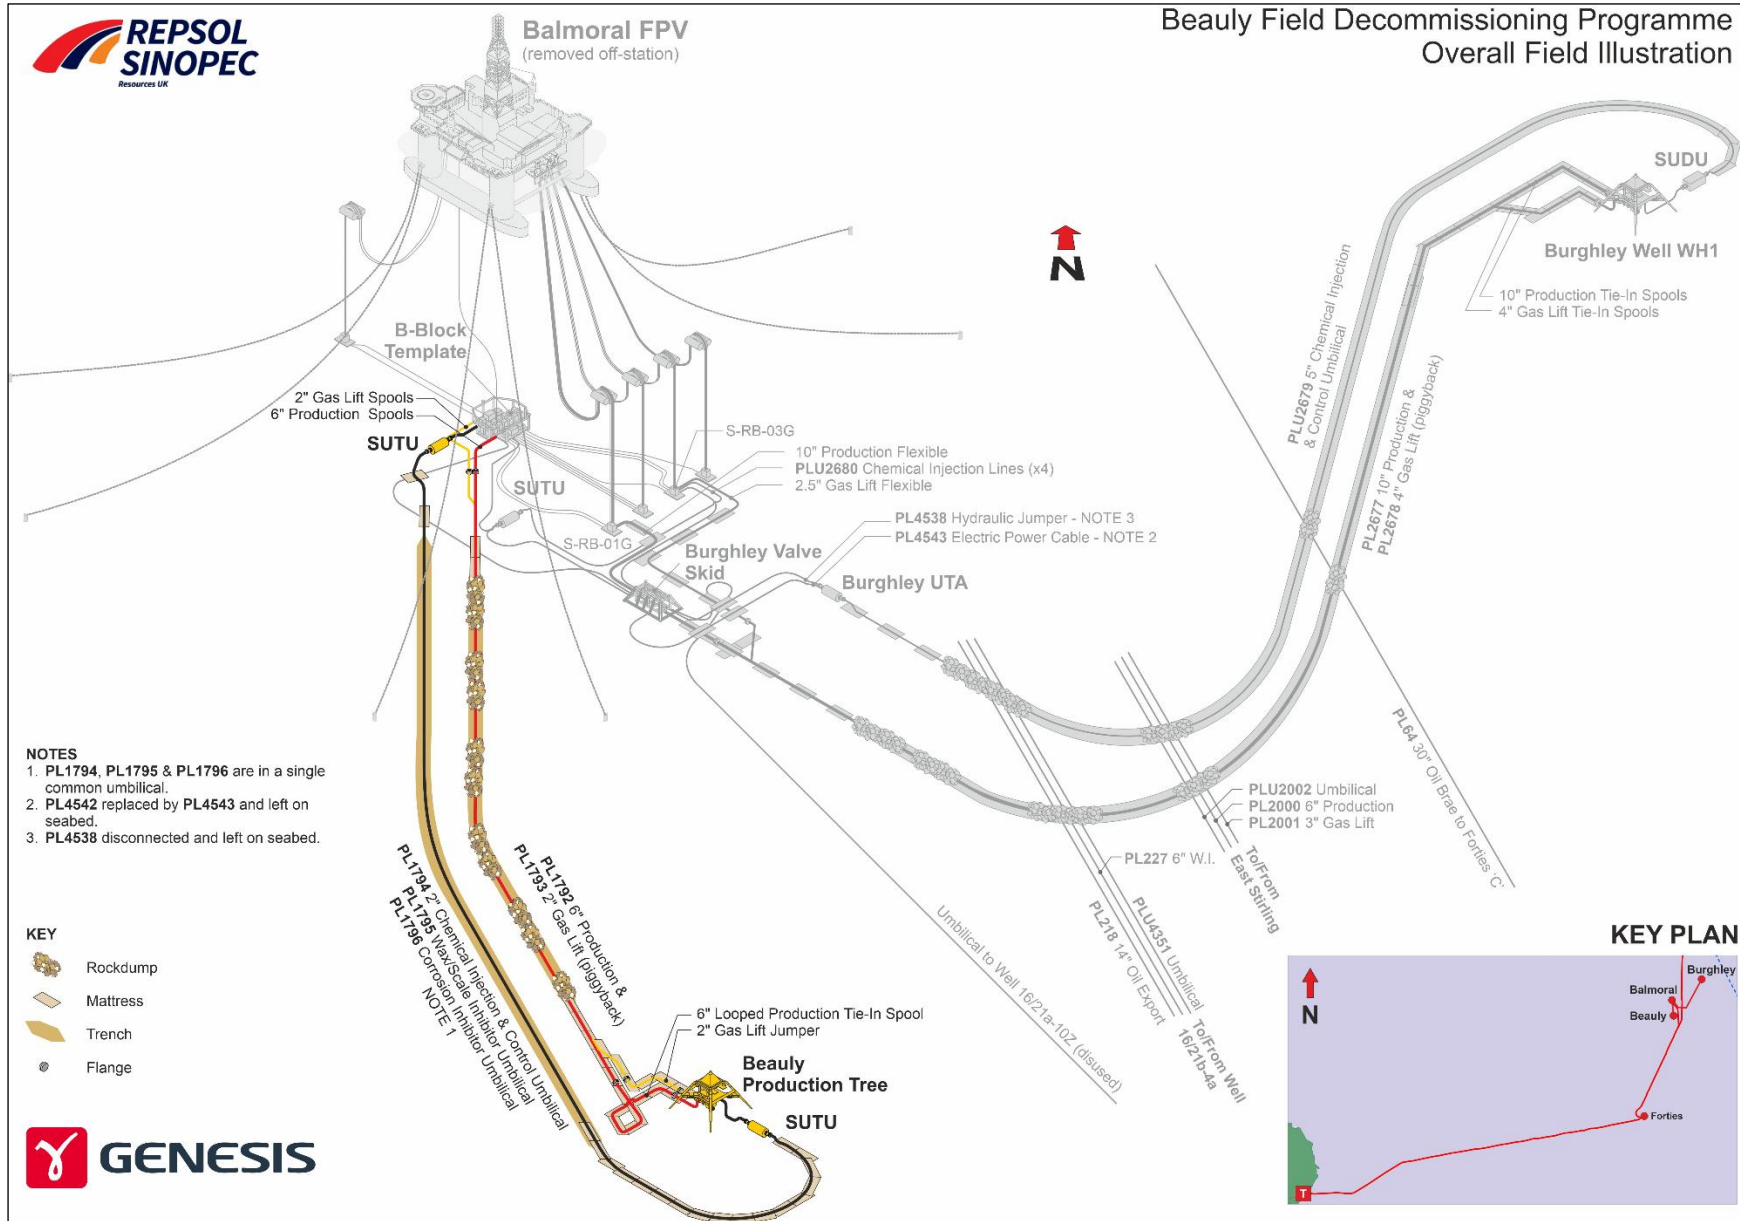 REPSOL
SINOPEC
Resources UK
Balmoral FPV
(removed off-station)
Beauly Field Decommissioning Programme
Overall Field Illustration
SUDU
Burghley Well WH1
10" Production Tie-In Spools
4" Gas Lift Tie-In Spools
N
PLU2679 5" Chemical Injection
& Control Umbilical
PL2677 10" Production &
PL2678 4" Gas Lift (piggyback)
B-Block
Template
2" Gas Lift Spools
6" Production Spools
SUTU
SUTU
S-RB-03G
10" Production Flexible
PLU2680 Chemical Injection Lines (x4)
2.5" Gas Lift Flexible
S-RB-01G
PL4538 Hydraulic Jumper - NOTE 3
PL4543 Electric Power Cable - NOTE 2
Burghley Valve
Skid
Burghley UTA
PL64 30" Oil Brae to Forties 'C'
PLU2002 Umbilical
PL2000 6" Production
PL2001 3" Gas Lift
To/From
East Stirling
PL227 6" W.I.
PLU4351 Umbilical
PL218 14" Oil Export
To/From Well
16/21b-4a
Umbilical to Well 16/21a-10Z (disused)
NOTES
1. PL1794, PL1795 & PL1796 are in a single
common umbilical.
2. PL4542 replaced by PL4543 and left on
seabed.
3. PL4538 disconnected and left on seabed.
PL1792 6" Production &
PL1793 2" Gas Lift (piggyback)
PL1794 2" Chemical Injection & Control Umbilical
PL1795 Wax/Scale Inhibitor Umbilical
PL1796 Corrosion Inhibitor Umbilical
NOTE 1
6" Looped Production Tie-In Spool
2" Gas Lift Jumper
Beauly
Production Tree
SUTU
KEY
Rockdump
Mattress
Trench
Flange
GENESIS
KEY PLAN
N
Burghley
Balmoral
Beauly
Forties
T